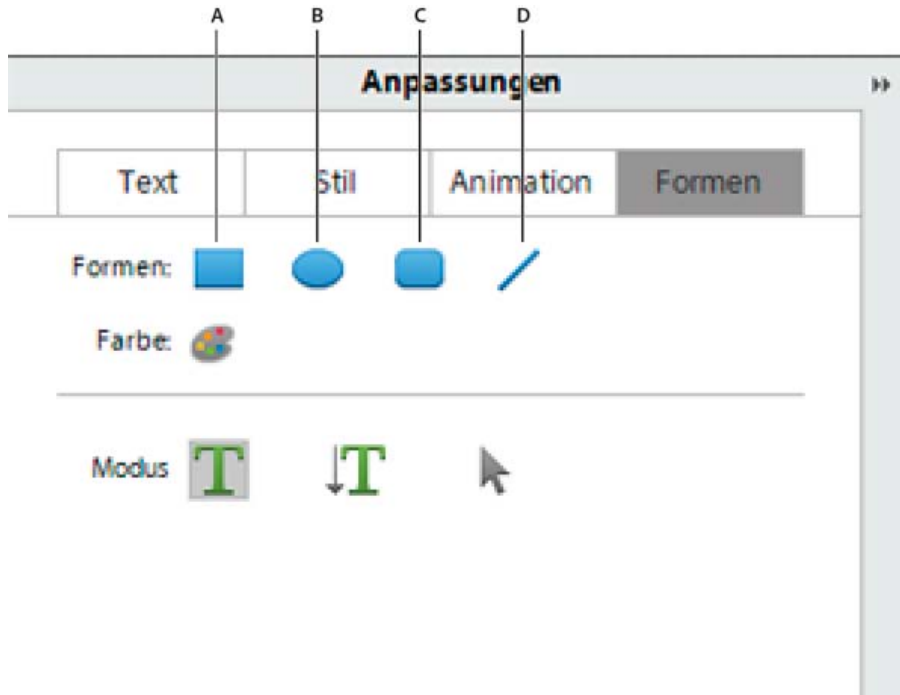 A B C D
Anpassungen
Text Stil Animation Formen
Formen:
Farbe:
Modus T T